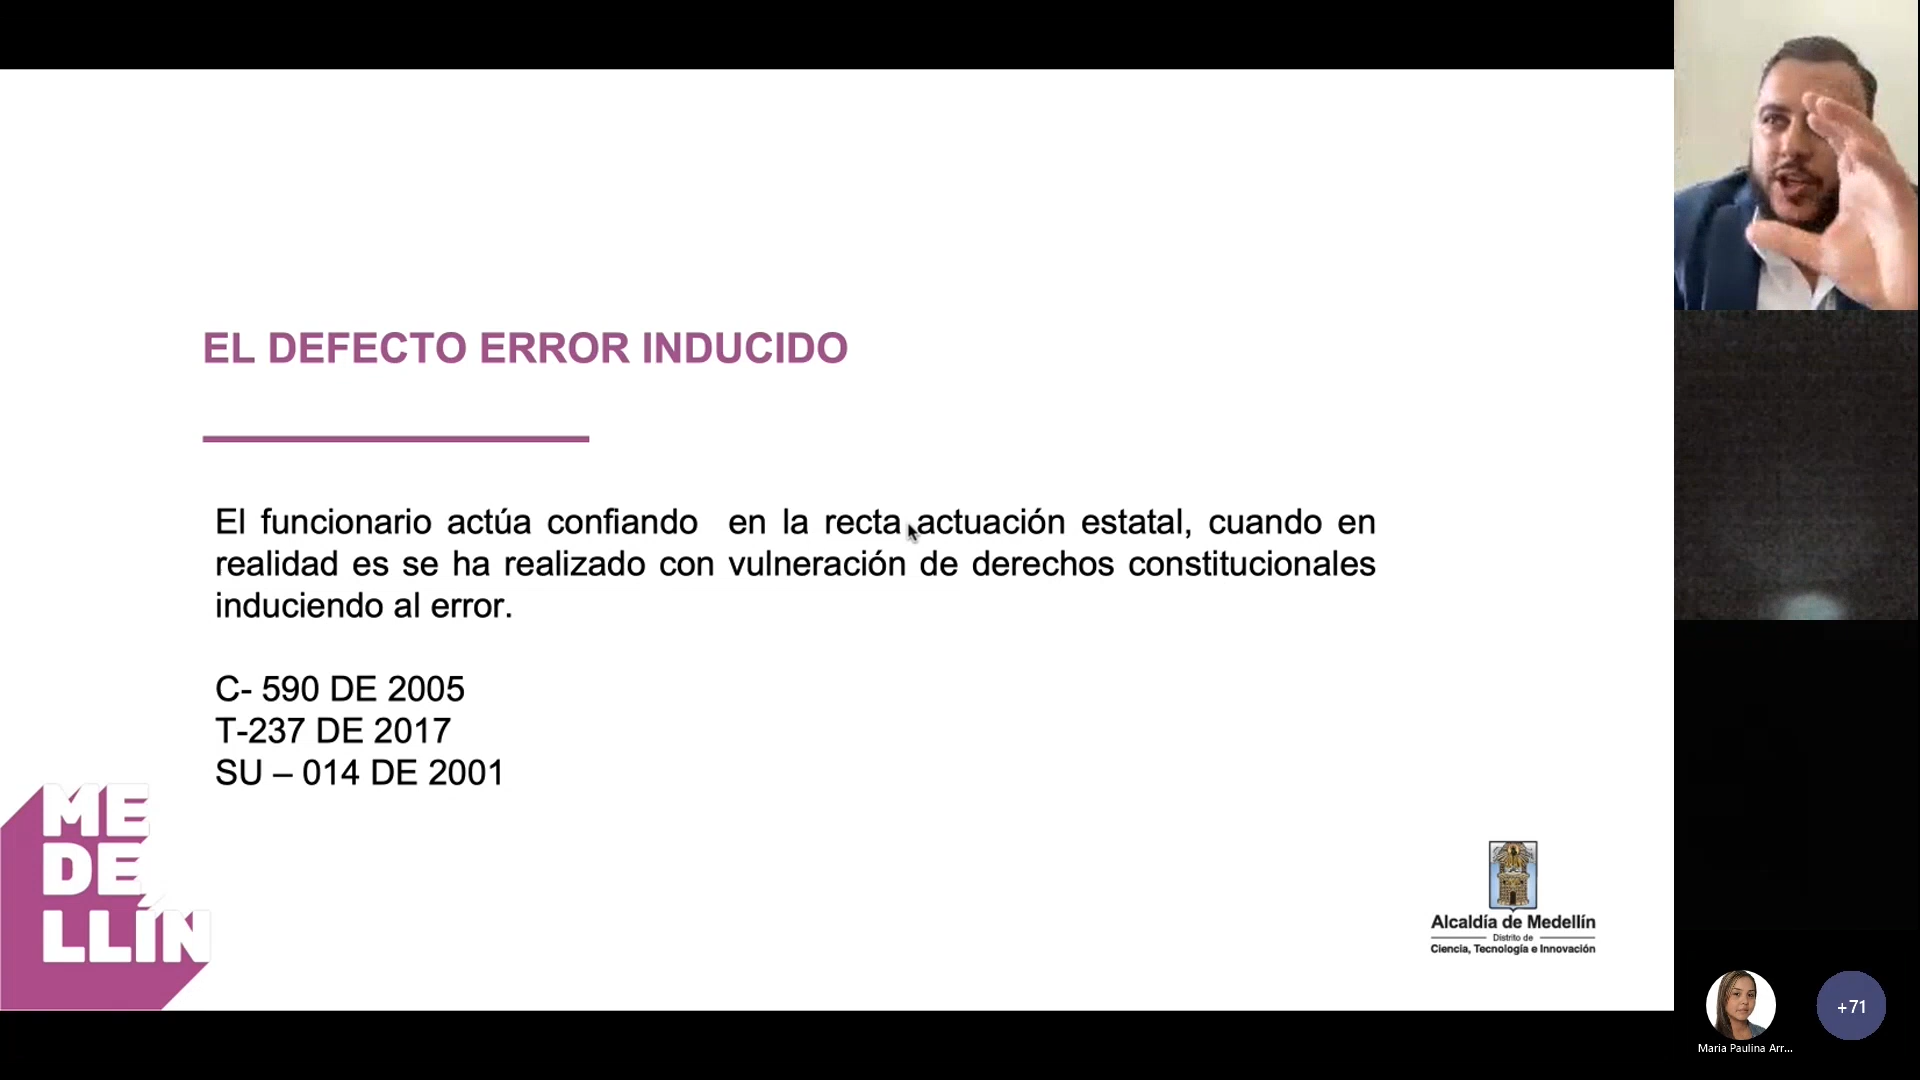 EL DEFECTO ERROR INDUCIDO
El funcionario actúa confiando en la recta actuación estatal, cuando en
realidad es se ha realizado con vulneración de derechos constitucionales
induciendo al error.
C- 590 DE 2005
T-237 DE 2017
SU – 014 DE 2001
ME
DE
LLÍN
Alcaldía de Medellín
Distrito de
Ciencia, Tecnología e Innovación
Maria Paulina Arr...
+71